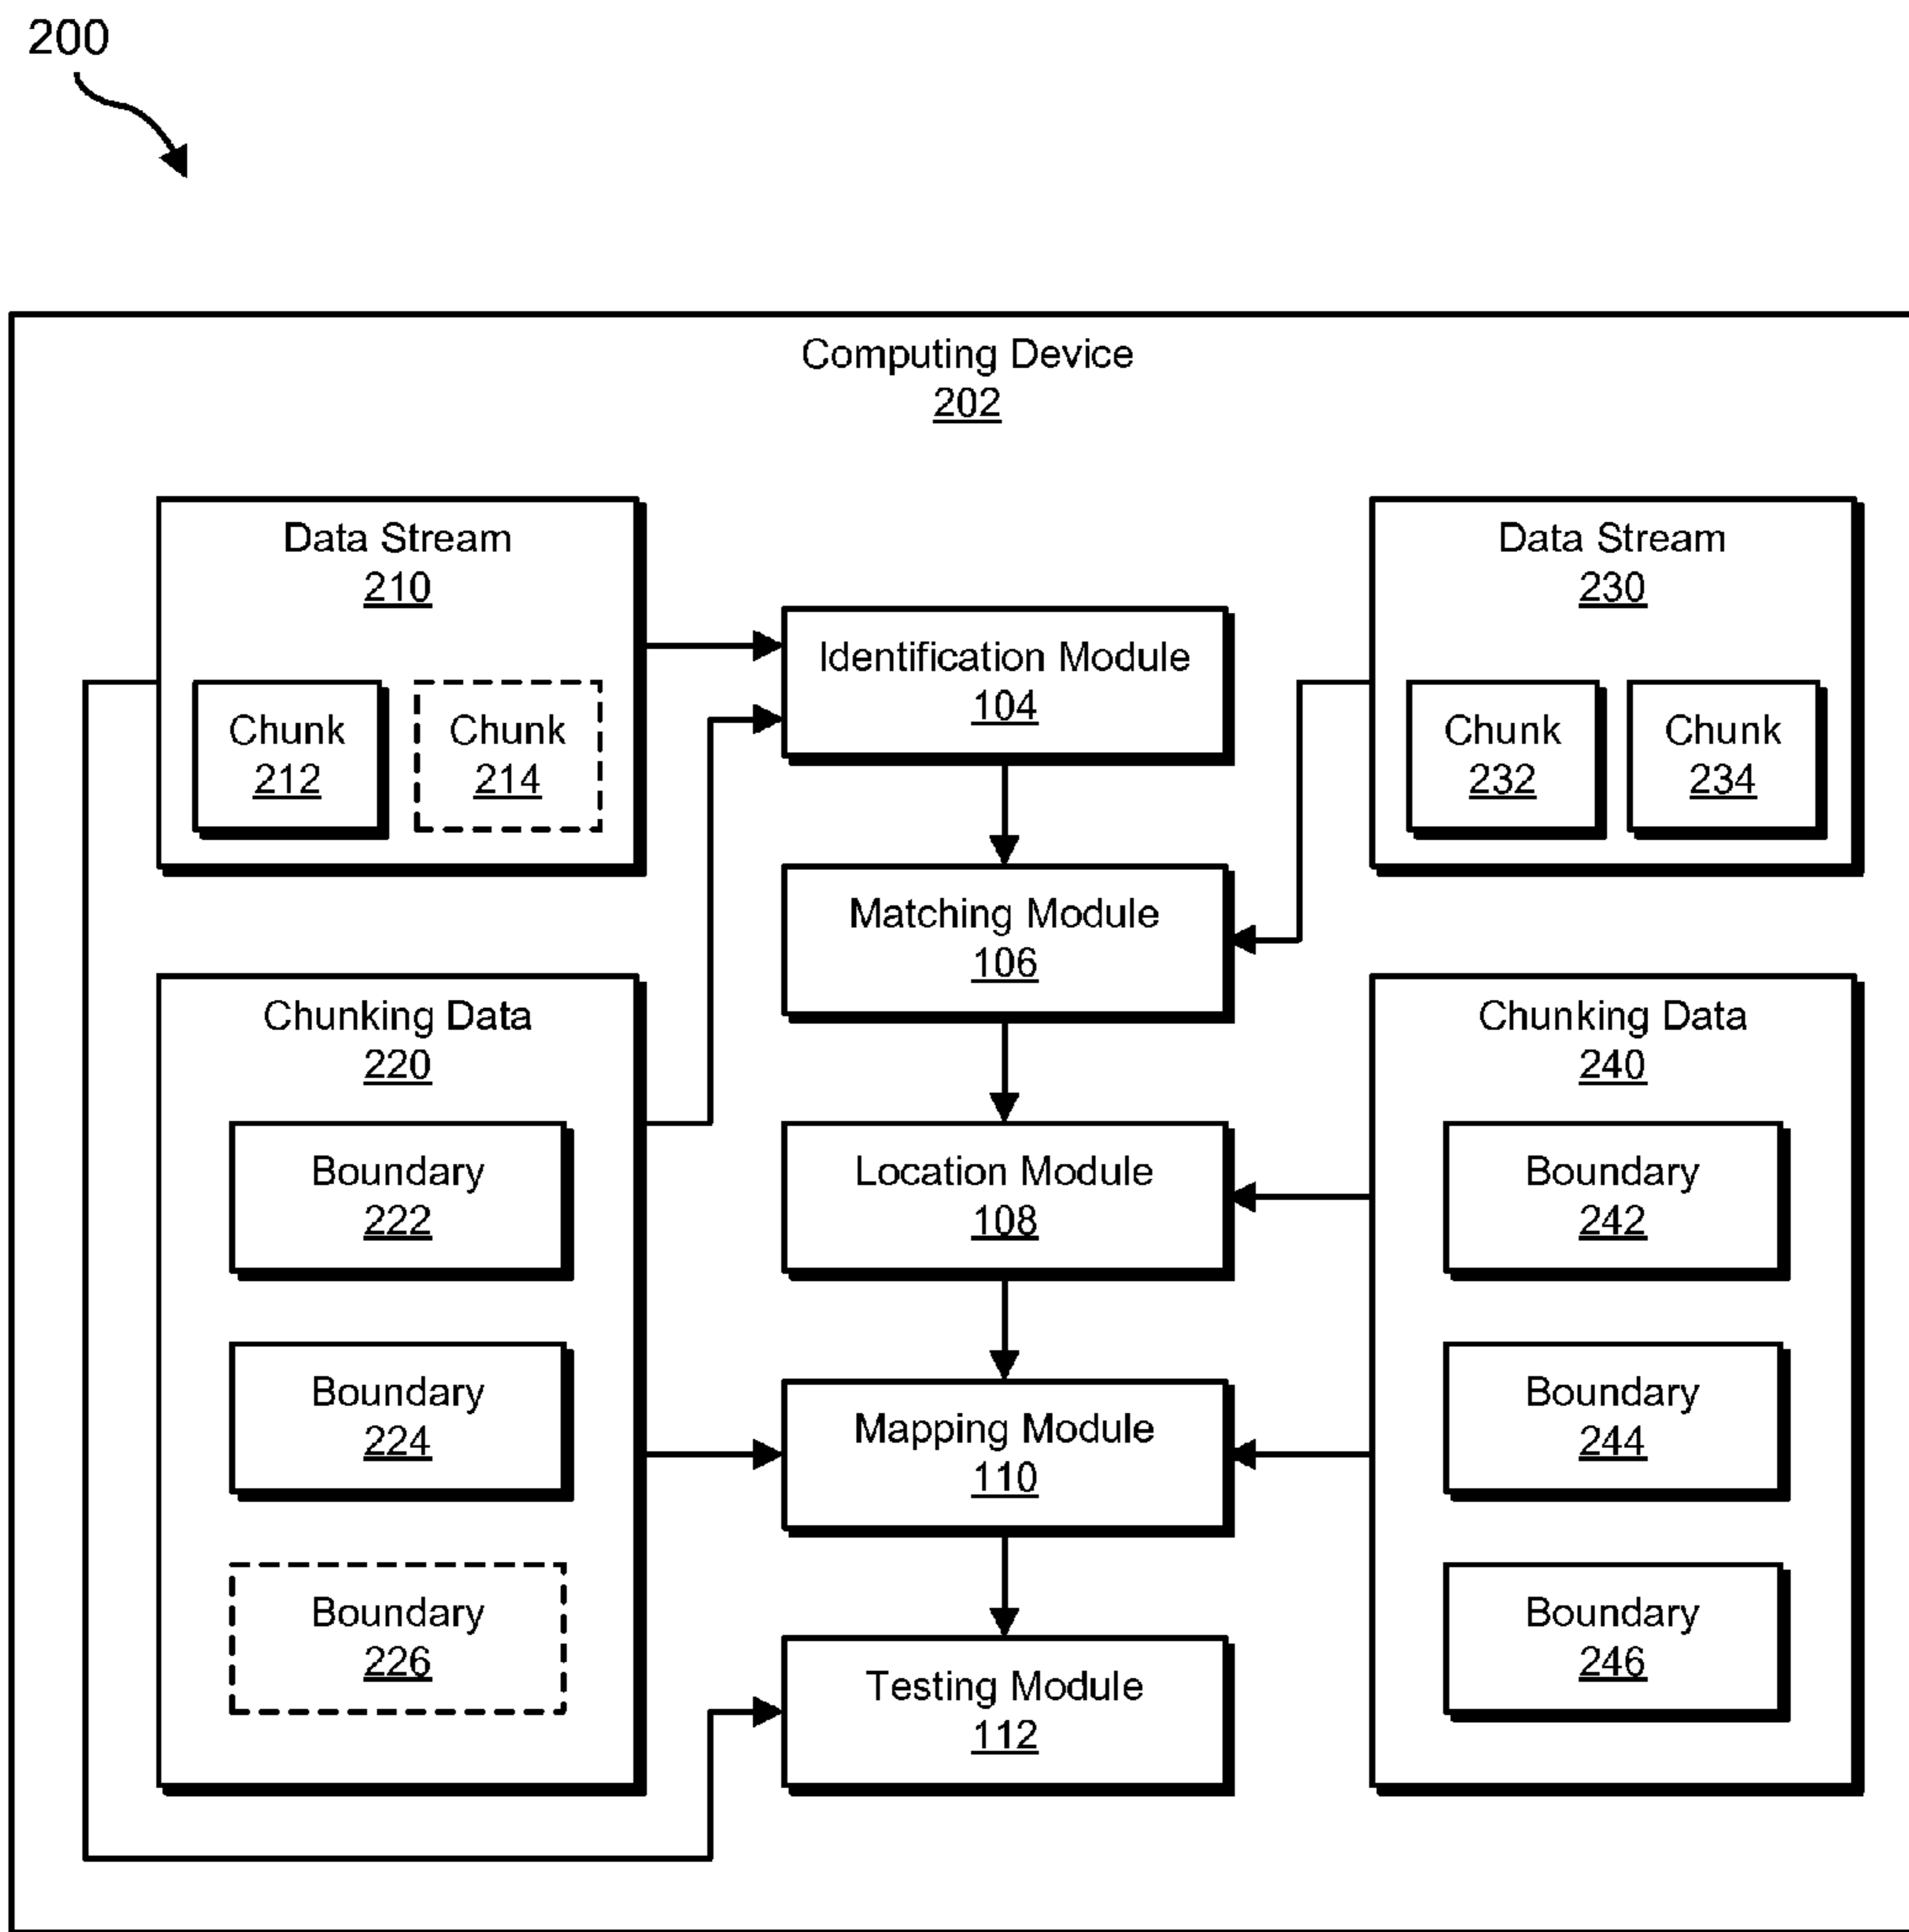 200
Computing Device
202
Data Stream
210
Chunk
212
Chunk
214
Chunking Data
220
Boundary
222
Boundary
224
Boundary
226
Identification Module
104
Matching Module
106
Location Module
108
Mapping Module
110
Testing Module
112
Data Stream
230
Chunk
232
Chunk
234
Chunking Data
240
Boundary
242
Boundary
244
Boundary
246